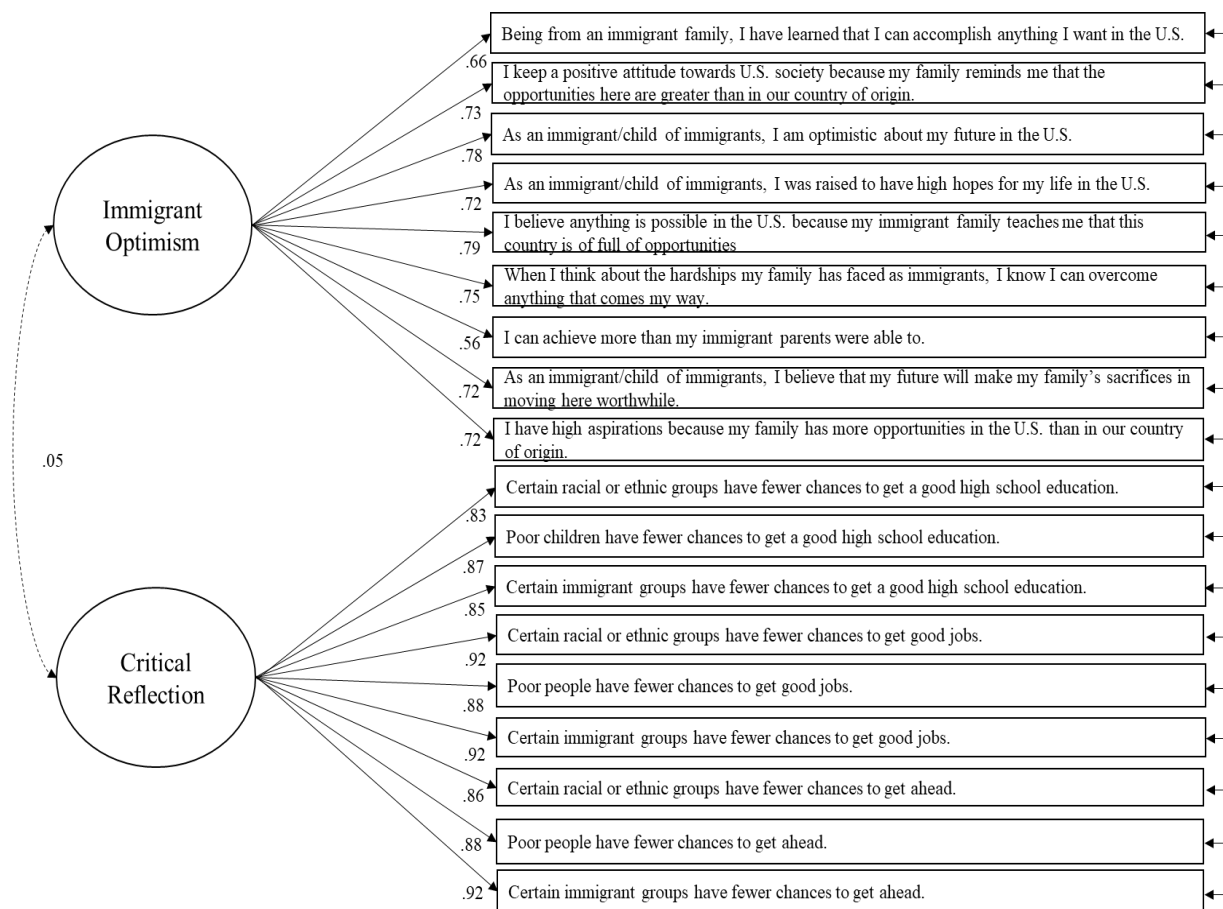 Being from an immigrant family, I have learned that I can accomplish anything I want in the U.S.
.66
I keep a positive attitude towards U.S. society because my family reminds me that the
opportunities here are greater than in our country of origin.
.73
As an immigrant/child of immigrants, I am optimistic about my future in the U.S.
.78
As an immigrant/child of immigrants, I was raised to have high hopes for my life in the U.S.
.72
Immigrant
Optimism
I believe anything is possible in the U.S. because my immigrant family teaches me that this
country is of full of opportunities
.79
When I think about the hardships my family has faced as immigrants, I know I can overcome
anything that comes my way.
.75
I can achieve more than my immigrant parents were able to.
.56
As an immigrant/child of immigrants, I believe that my future will make my family’s sacrifices in
moving here worthwhile.
.72
I have high aspirations because my family has more opportunities in the U.S. than in our country
of origin.
.72
.05
Certain racial or ethnic groups have fewer chances to get a good high school education.
.83
Poor children have fewer chances to get a good high school education.
.87
Certain immigrant groups have fewer chances to get a good high school education.
.85
Certain racial or ethnic groups have fewer chances to get good jobs.
.92
Critical
Reflection
Poor people have fewer chances to get good jobs.
.88
Certain immigrant groups have fewer chances to get good jobs.
.92
Certain racial or ethnic groups have fewer chances to get ahead.
.86
Poor people have fewer chances to get ahead.
.88
Certain immigrant groups have fewer chances to get ahead.
.92